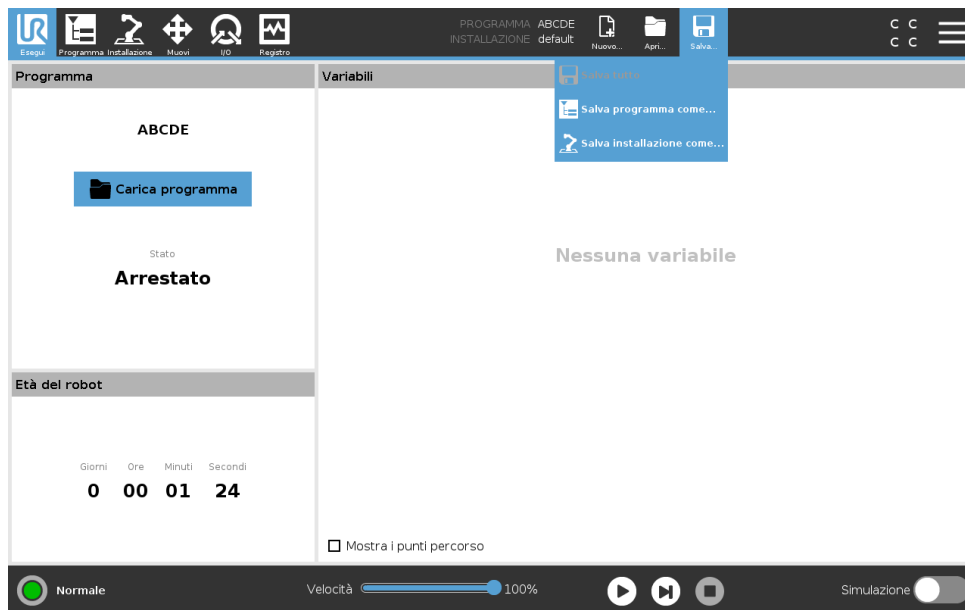 PROGRAMMA ABCDE
INSTALLAZIONE default
Esegui Programma Installazione Muovi I/O Registro Nuovo... Apri... Salva...
C C
C C
Salva tutto
Salva programma come...
Salva installazione come...
Programma
ABCDE
Carica programma
Stato
Arrestato
Variabili
Nessuna variabile
Mostra i punti percorso
Età del robot
Giorni Ore Minuti Secondi
0 00 01 24
Normale Velocità 100% Simulazione